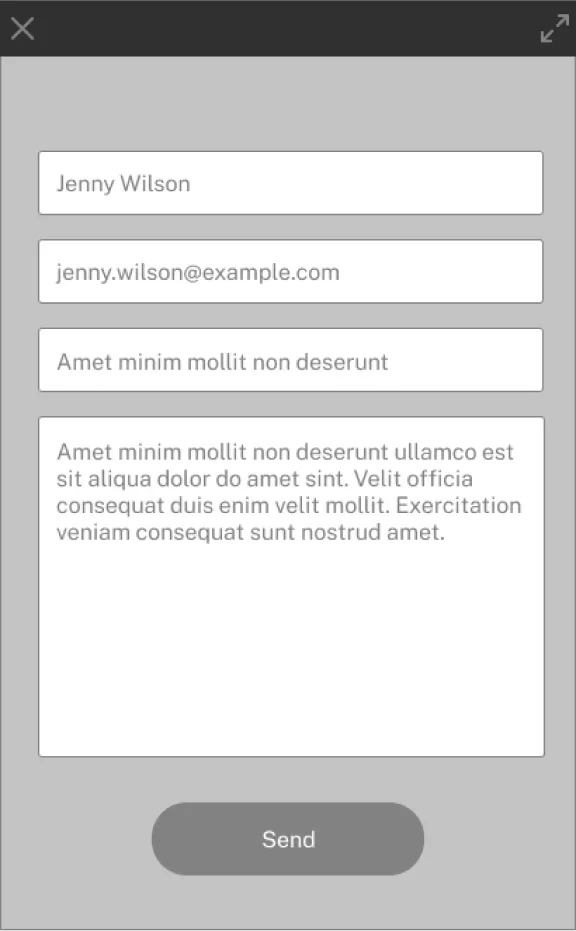 Jenny Wilson
jenny.wilson@example.com
Amet minim mollit non deserunt
Amet minim mollit non deserunt ullamco est
sit aliqua dolor do amet sint. Velit officia
consequat duis enim velit mollit. Exercitation
veniam consequat sunt nostrud amet.
Send